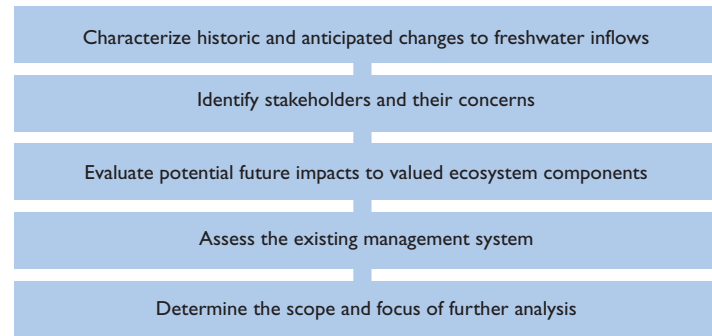 Characterize historic and anticipated changes to freshwater inflows
Identify stakeholders and their concerns
Evaluate potential future impacts to valued ecosystem components
Assess the existing management system
Determine the scope and focus of further analysis